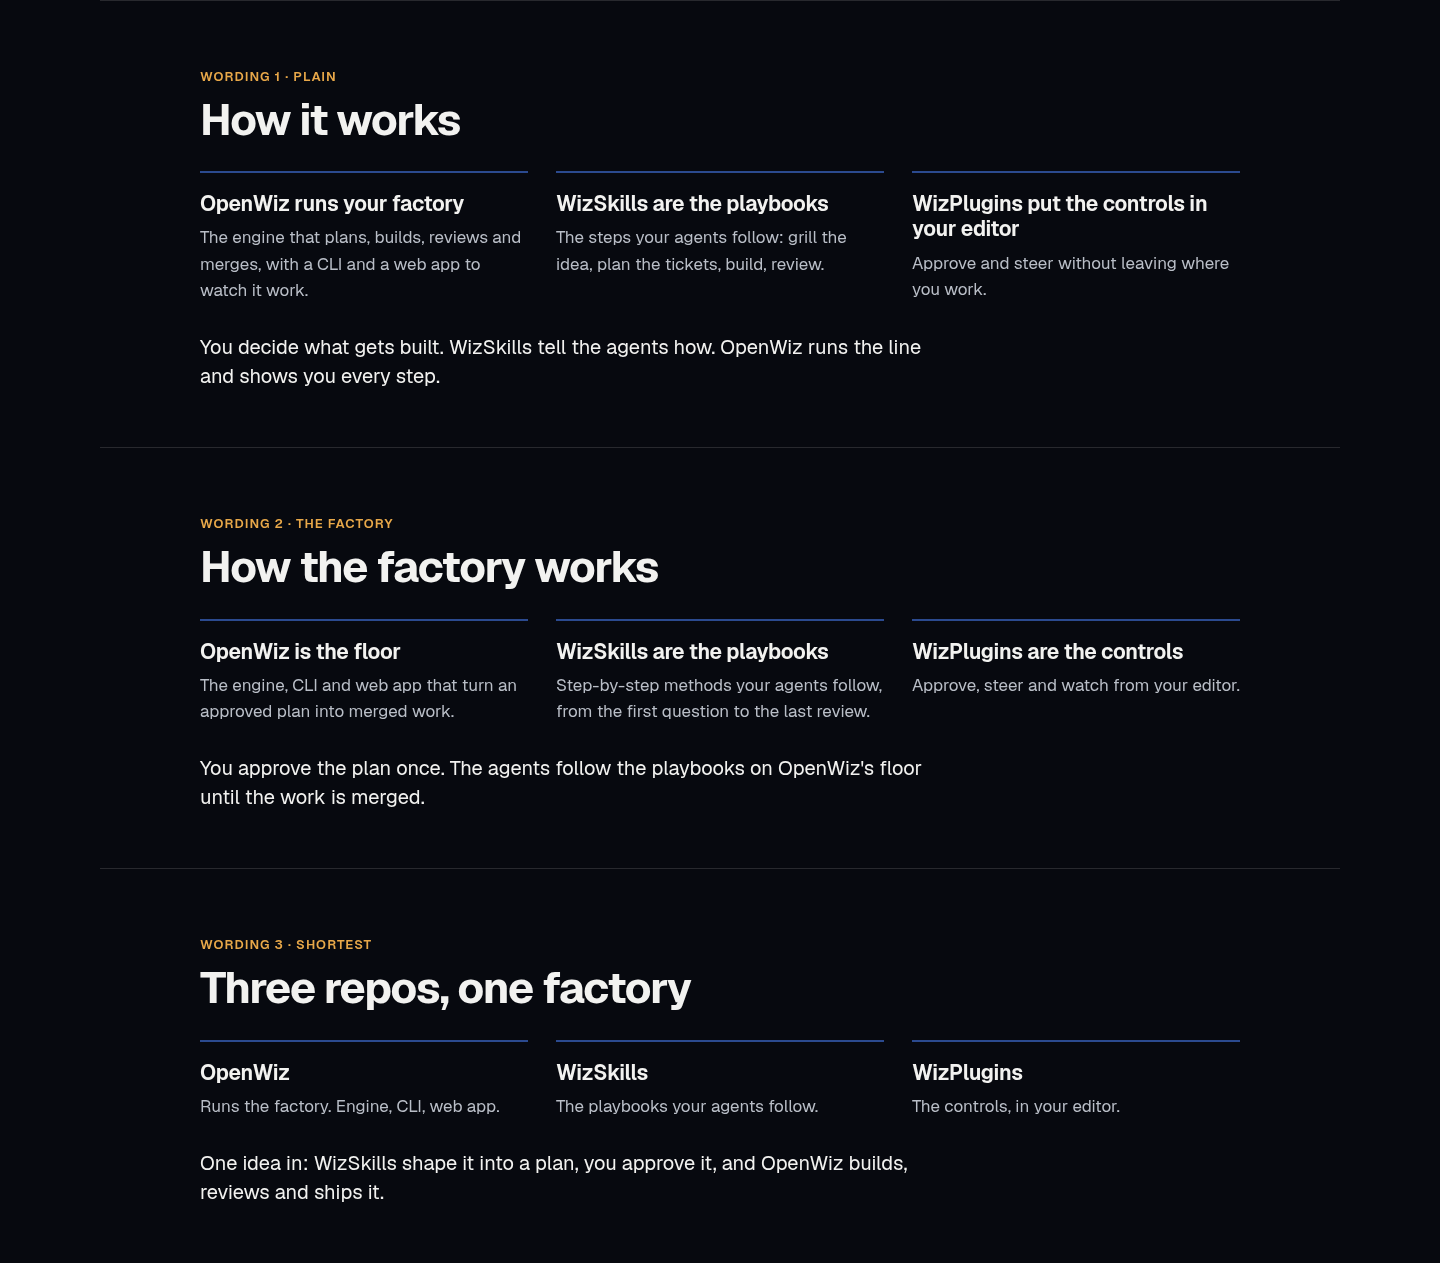 WORDING 1 · PLAIN
How it works
OpenWiz runs your factory
The engine that plans, builds, reviews and
merges, with a CLI and a web app to
watch it work.
WizSkills are the playbooks
The steps your agents follow: grill the
idea, plan the tickets, build, review.
WizPlugins put the controls in
your editor
Approve and steer without leaving where
you work.
You decide what gets built. WizSkills tell the agents how. OpenWiz runs the line
and shows you every step.
WORDING 2 · THE FACTORY
How the factory works
OpenWiz is the floor
The engine, CLI and web app that turn an
approved plan into merged work.
WizSkills are the playbooks
Step-by-step methods your agents follow,
from the first question to the last review.
WizPlugins are the controls
Approve, steer and watch from your editor.
You approve the plan once. The agents follow the playbooks on OpenWiz's floor
until the work is merged.
WORDING 3 · SHORTEST
Three repos, one factory
OpenWiz
Runs the factory. Engine, CLI, web app.
WizSkills
The playbooks your agents follow.
WizPlugins
The controls, in your editor.
One idea in: WizSkills shape it into a plan, you approve it, and OpenWiz builds,
reviews and ships it.